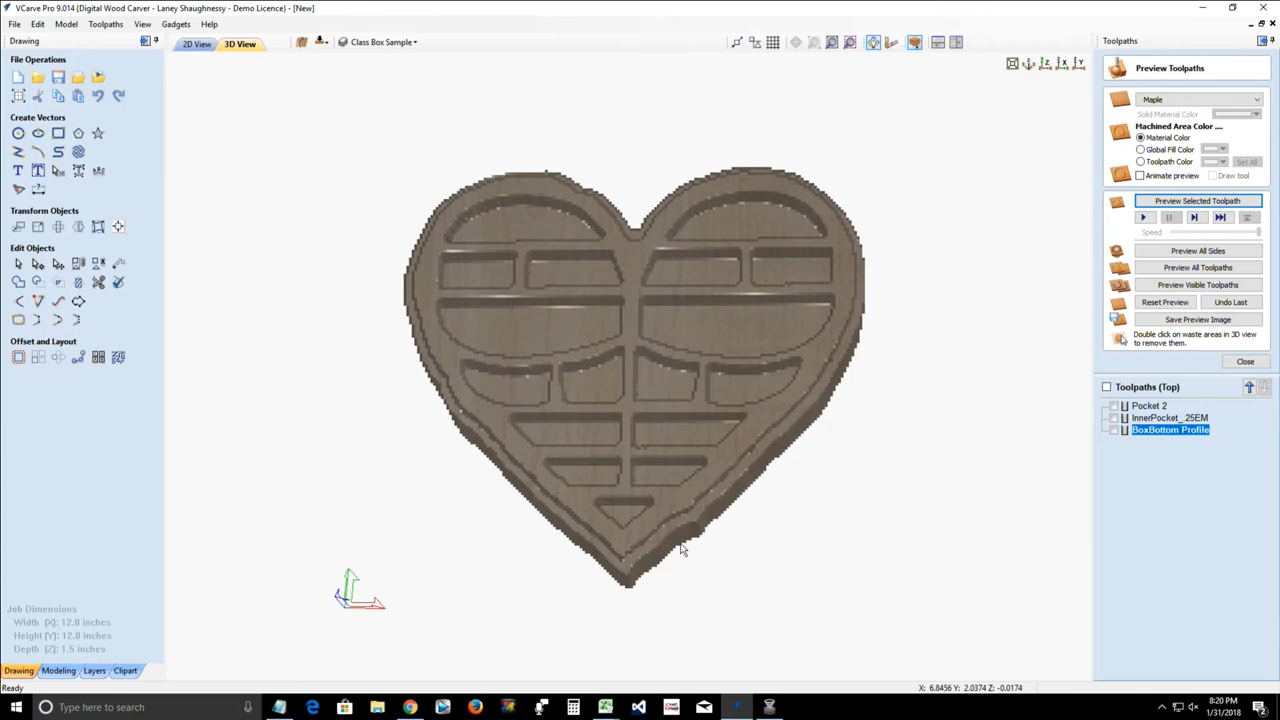 VCarve Pro 9.014 {Digital Wood Carver - Laney Shaughnessy - Demo Licence} - [New]
File Edit Model Toolpaths View Gadgets Help
Drawing
2D View 3D View Class Box Sample
Toolpaths
File Operations
Create Vectors
Transform Objects
Edit Objects
Offset and Layout
Job Dimensions
Width (X): 12.0 inches
Height (Y): 12.0 inches
Depth (Z): 1.5 inches
Drawing Modeling Layers Clipart
Ready
Z X Y
Preview Toolpaths
Maple
Solid Material Color
Machined Area Color ....
Material Color
Global Fill Color
Toolpath Color Set All
Animate preview Draw tool
Preview Selected Toolpath
Speed
Preview All Sides
Preview All Toolpaths
Preview Visible Toolpaths
Reset Preview Undo Last
Save Preview Image
Double click on waste areas in 3D view
to remove them.
Close
Toolpaths (Top)
Pocket 2
InnerPocket_.25EM
BoxBottom Profile
X: 6.8456 Y: 2.0374 Z: -0.0174
Type here to search
8:20 PM
1/31/2018